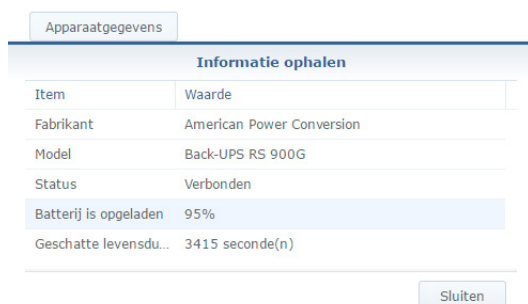 Apparaatgegevens
Informatie ophalen
Item Waarde
Fabrikant American Power Conversion
Model Back-UPS RS 900G
Status Verbonden
Batterij is opgeladen 95%
Geschatte levensdu... 3415 seconde(n)
Sluiten